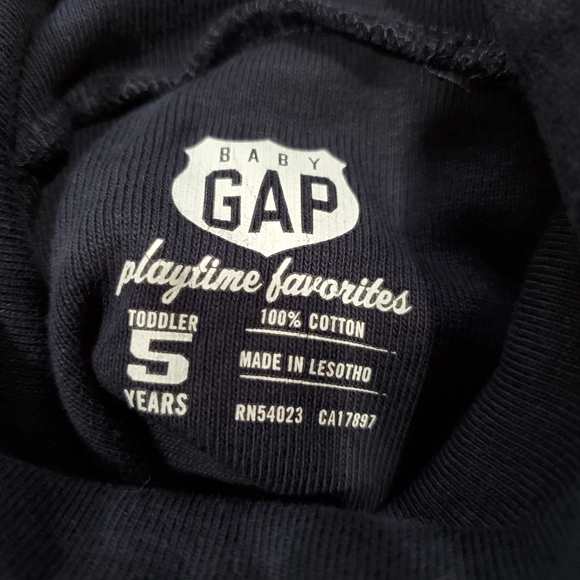 BABY
GAP
playtime favorites
TODDLER
5
YEARS
100% COTTON
MADE IN LESOTHO
RN54023 CA17897